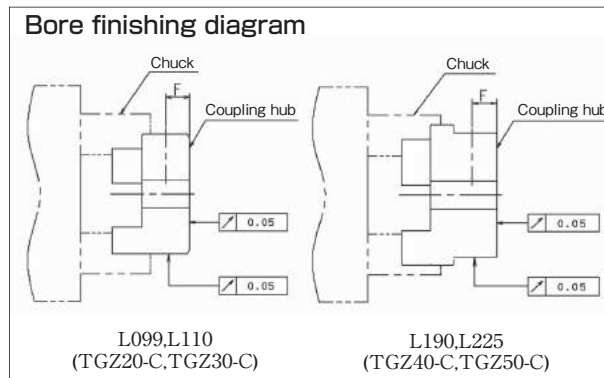 Bore finishing diagram
Chuck
F
Coupling hub
0.05
0.05
L099,L110
(TGZ20-C,TGZ30-C)
Chuck
F
Coupling hub
0.05
0.05
L190,L225
(TGZ40-C,TGZ50-C)